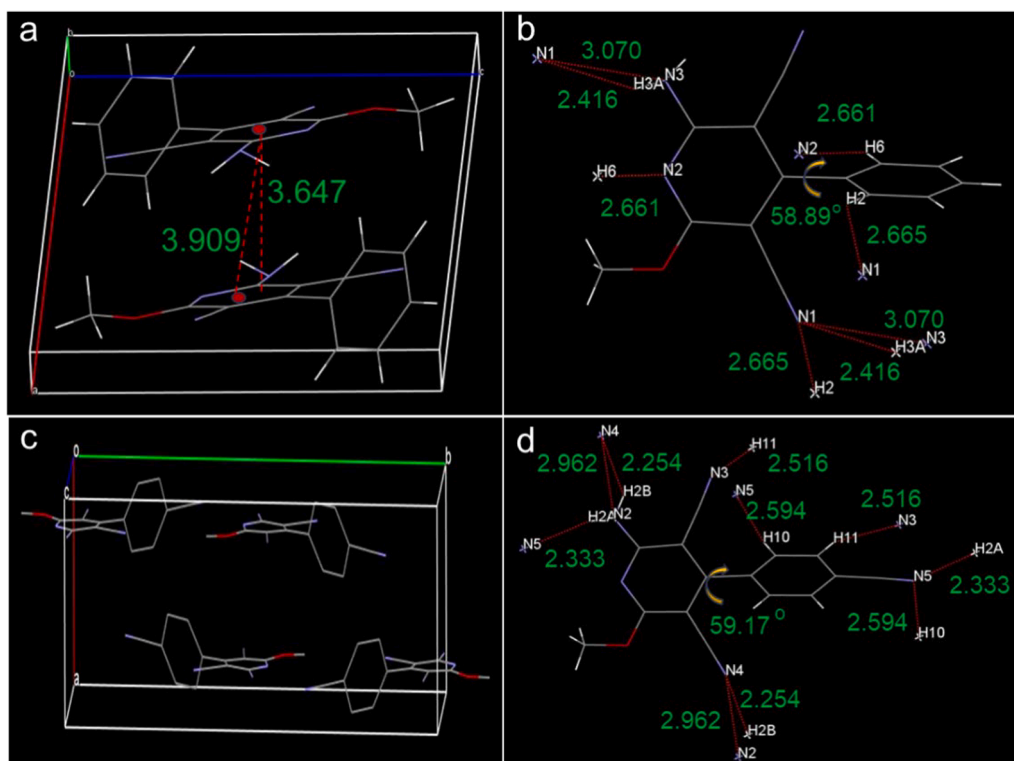 a
b
o
c
3.647
3.909
a
b
N1
3.070
N3
H3A
2.416
2.661
N2
H6
H6
N2
2.661
58.89°
H2
2.665
N1
N1
3.070
N3
H3A
2.665
2.416
H2
c
o
b
c
a
d
N4
2.962
2.254
H2B
N2
H2A
N5
2.333
N3
H11
2.516
N5
2.594
H10
2.516
H11
N3
H2A
N5
2.333
2.594
H10
59.17°
N4
2.254
2.962
H2B
N2